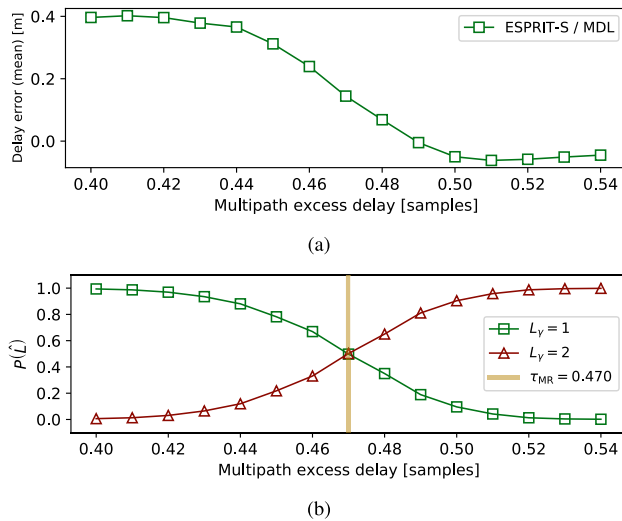 Delay error (mean) [m]
0.4
0.2
0.0
ESPRIT-S / MDL
0.40 0.42 0.44 0.46 0.48 0.50 0.52 0.54
Multipath excess delay [samples]
(a)
P(L̂)
1.0
0.8
0.6
0.4
0.2
0.0
Lγ = 1
Lγ = 2
τMR = 0.470
0.40 0.42 0.44 0.46 0.48 0.50 0.52 0.54
Multipath excess delay [samples]
(b)